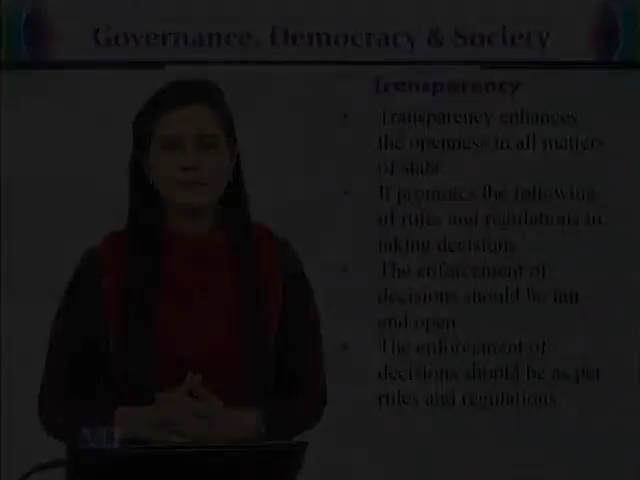 Governance, Democracy & Society
Transparency
• Transparency enhances
the openness in all matters
of state.
• It promotes the following
of rules and regulations in
taking decisions.
• The enforcement of
decisions should be fair
and open.
• The enforcement of
decisions should be as per
rules and regulations.